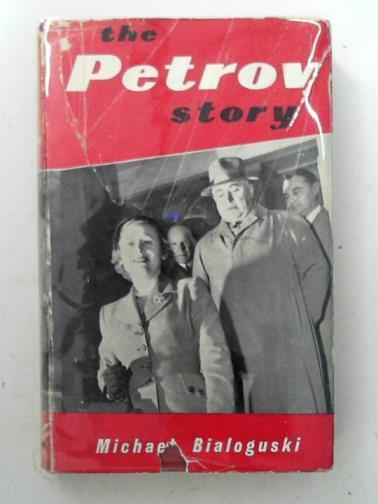 the
Petrov
story
Michael Bialoguski